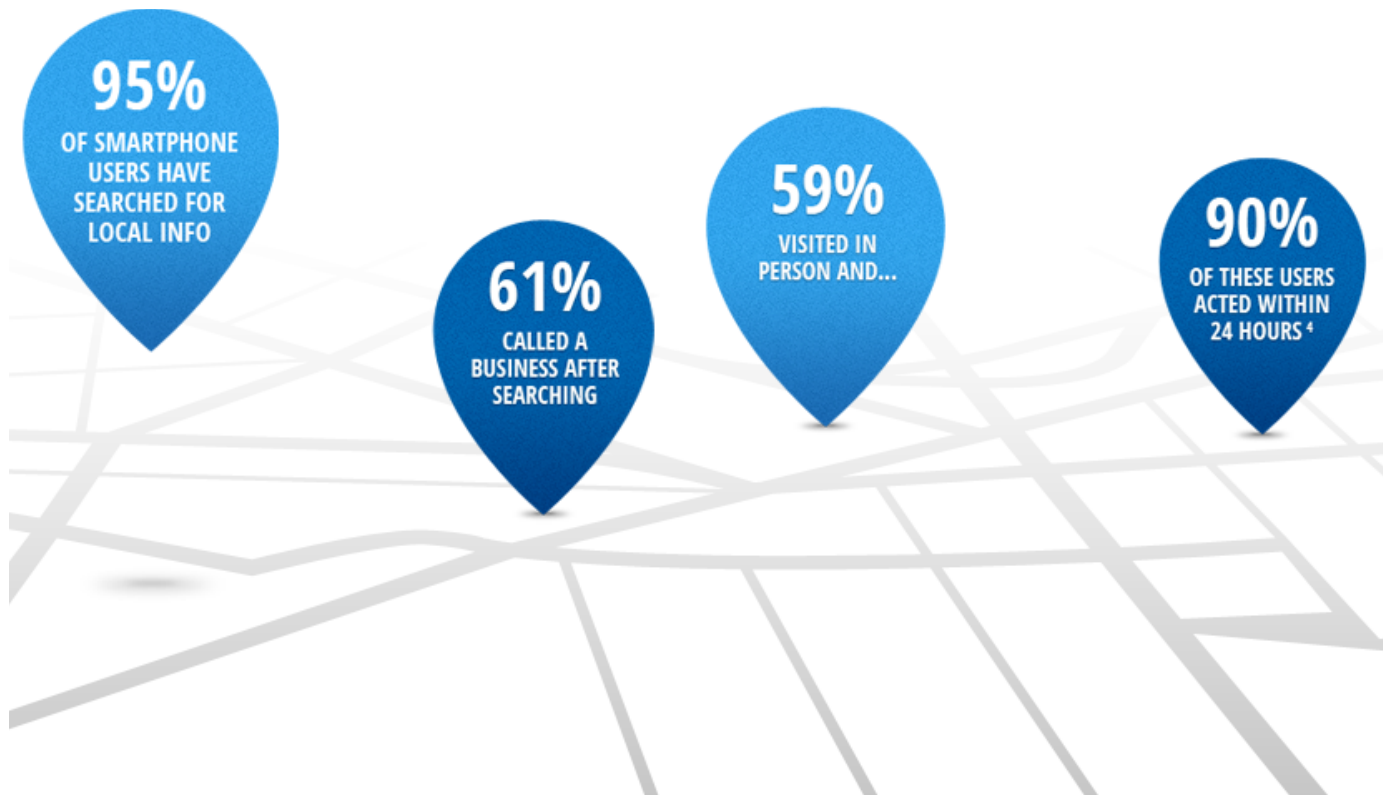 95%
OF SMARTPHONE
USERS HAVE
SEARCHED FOR
LOCAL INFO
61%
CALLED A
BUSINESS AFTER
SEARCHING
59%
VISITED IN
PERSON AND...
90%
OF THESE USERS
ACTED WITHIN
24 HOURS 4